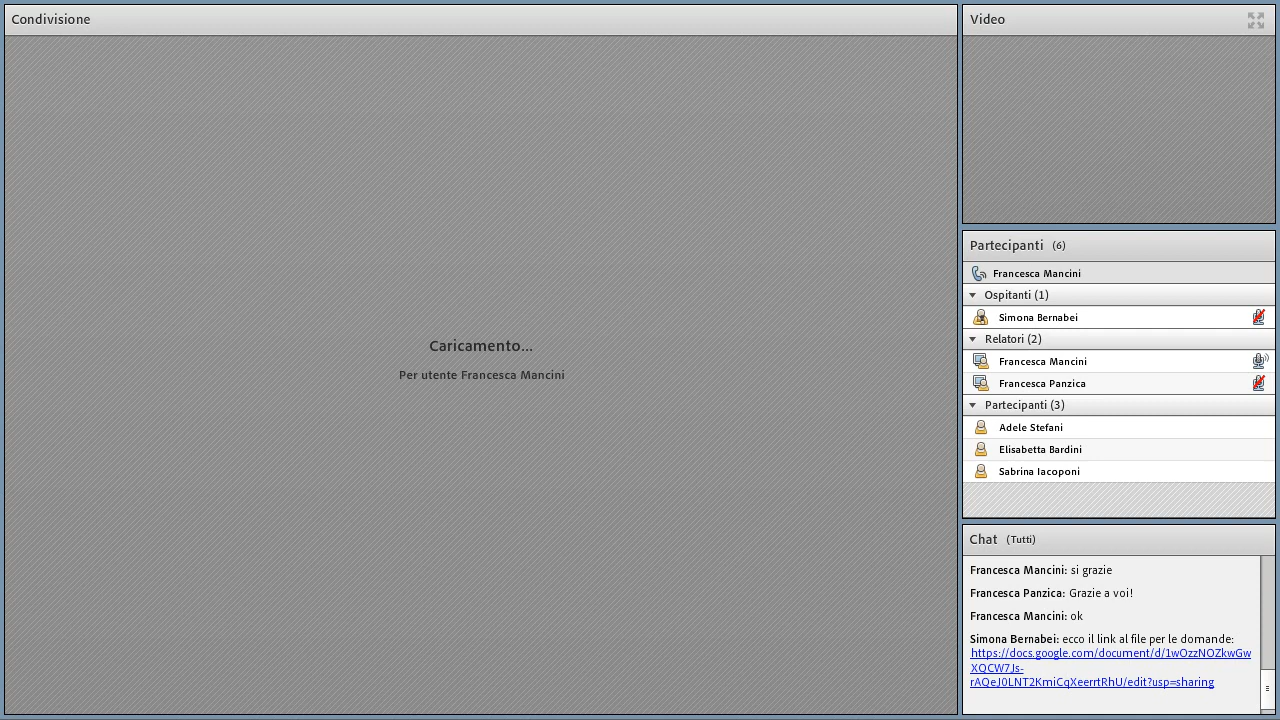 Condivisione
Caricamento...
Per utente Francesca Mancini
Video
Partecipanti (6)
Francesca Mancini
Ospitanti (1)
Simona Bernabei
Relatori (2)
Francesca Mancini
Francesca Panzica
Partecipanti (3)
Adele Stefani
Elisabetta Bardini
Sabrina Iacoponi
Chat (Tutti)
Francesca Mancini: si grazie
Francesca Panzica: Grazie a voi!
Francesca Mancini: ok
Simona Bernabei: ecco il link al file per le domande:
https://docs.google.com/document/d/1wOzzNOZkwGw
XQCW7Js-
rAQeJ0LNT2KmiCqXeerrtRhU/edit?usp=sharing